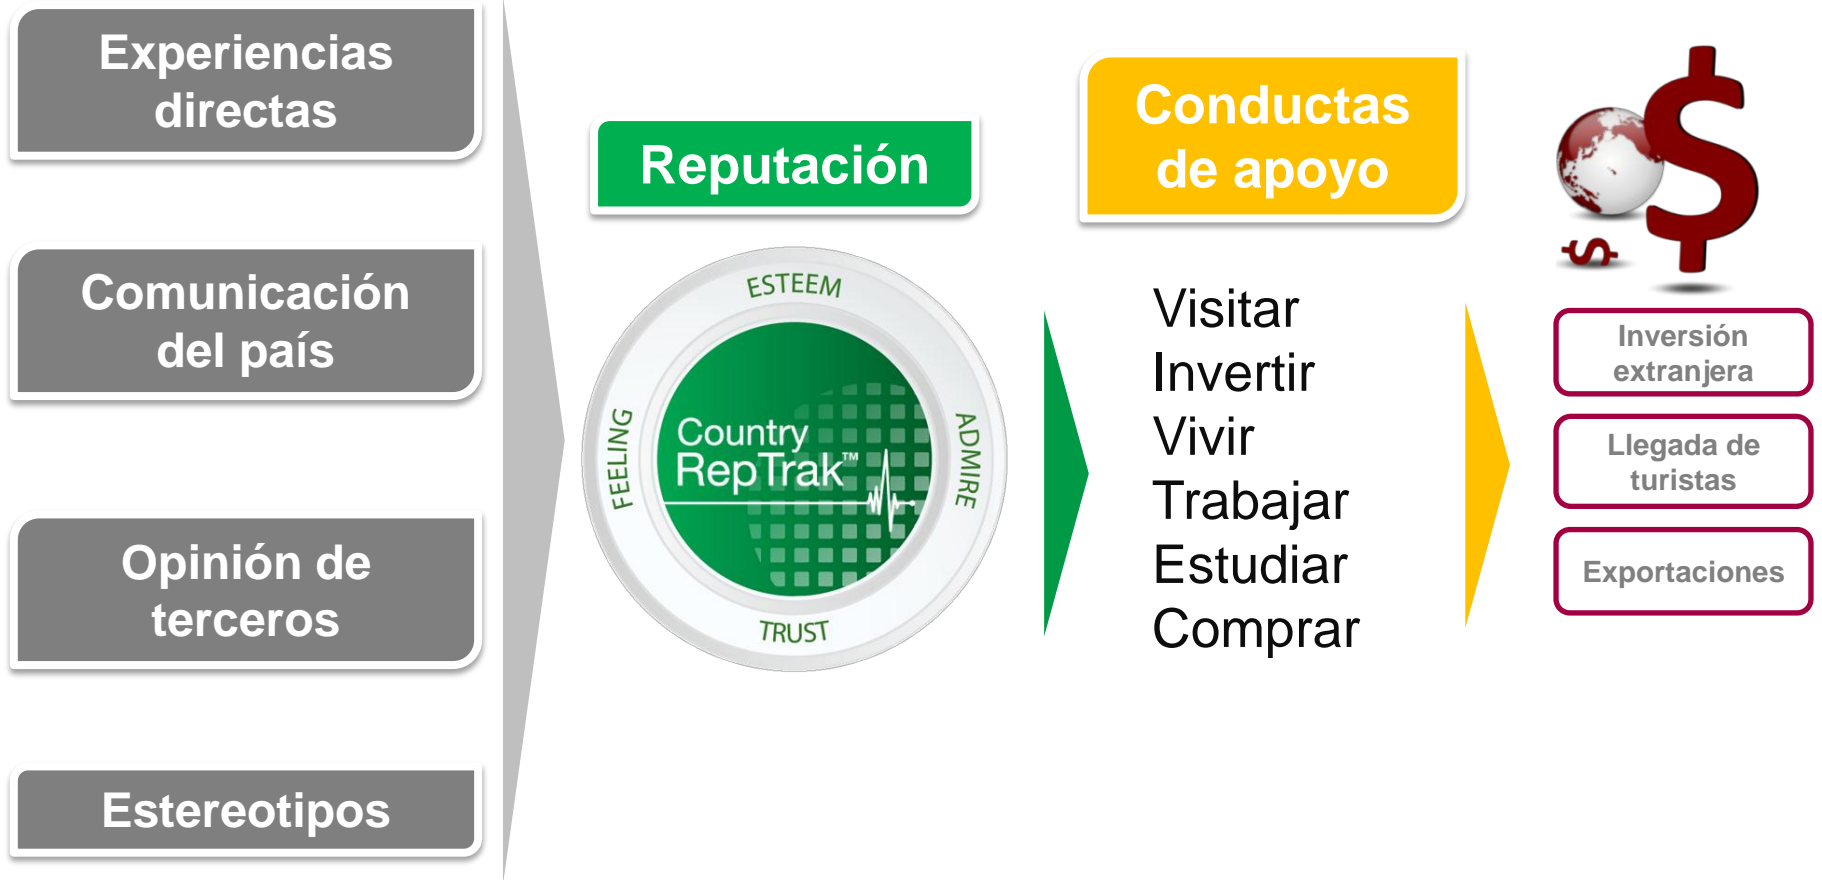 Experiencias
directas
Comunicación
del país
Opinión de
terceros
Estereotipos
Reputación
ESTEEM
FEELING
ADMIRE
TRUST
Country
RepTrak™
Conductas
de apoyo
Visitar
Invertir
Vivir
Trabajar
Estudiar
Comprar
$
$
Inversión
extranjera
Llegada de
turistas
Exportaciones